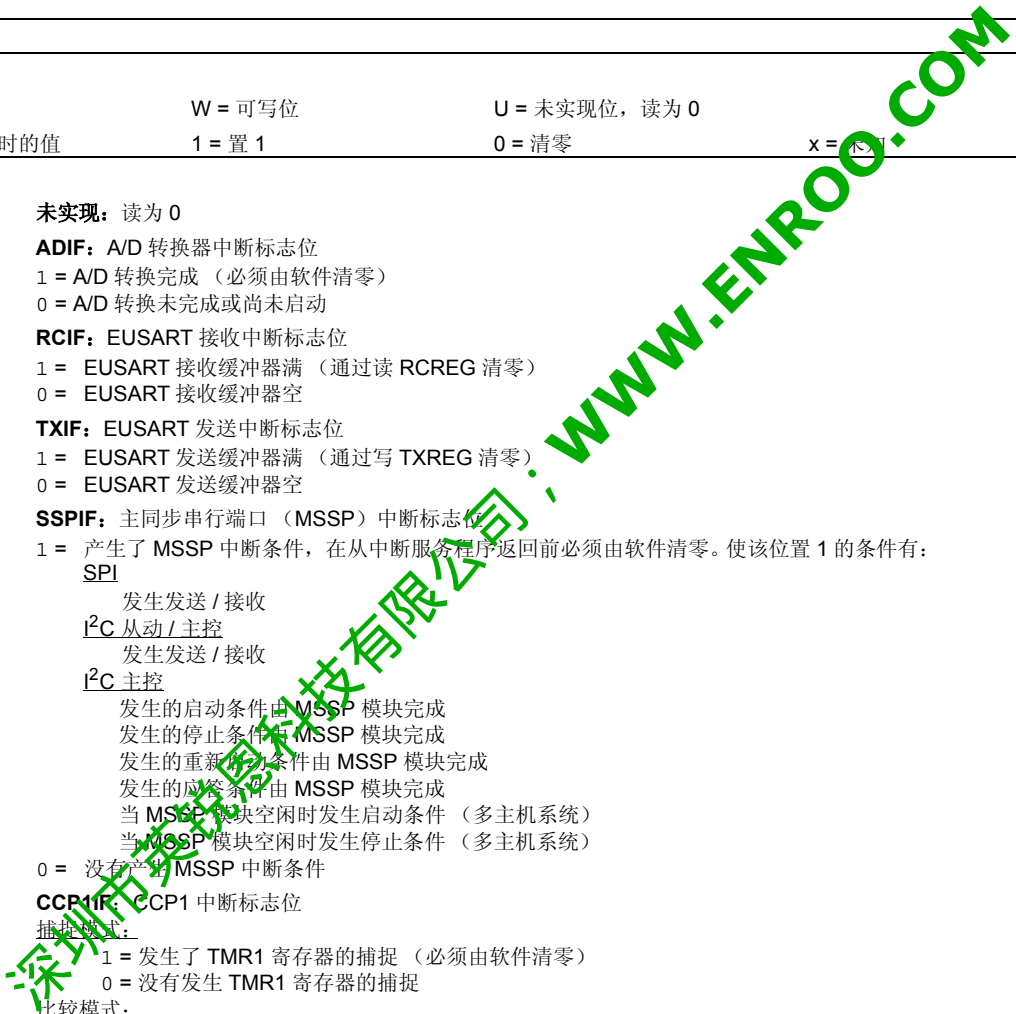 W = 可写位 U = 未实现位，读为 0
时的值 1 = 置 1 0 = 清零 x = 未知
未实现：读为 0
ADIF：A/D 转换器中断标志位
1 = A/D 转换完成 （必须由软件清零）
0 = A/D 转换未完成或尚未启动
RCIF：EUSART 接收中断标志位
1 = EUSART 接收缓冲器满 （通过读 RCREG 清零）
0 = EUSART 接收缓冲器空
TXIF：EUSART 发送中断标志位
1 = EUSART 发送缓冲器满 （通过写 TXREG 清零）
0 = EUSART 发送缓冲器空
SSPIF：主同步串行端口 （MSSP）中断标志位
1 = 产生了 MSSP 中断条件，在从中断服务程序返回前必须由软件清零。使该位置 1 的条件有：
SPI
发生发送 / 接收
I²C 从动 / 主控
发生发送 / 接收
I²C 主控
发生的启动条件由 MSSP 模块完成
发生的停止条件由 MSSP 模块完成
发生的重新启动条件由 MSSP 模块完成
发生的应答条件由 MSSP 模块完成
当 MSSP 模块空闲时发生启动条件 （多主机系统）
当 MSSP 模块空闲时发生停止条件 （多主机系统）
0 = 没有产生 MSSP 中断条件
CCP1IF：CCP1 中断标志位
捕捉模式：
1 = 发生了 TMR1 寄存器的捕捉 （必须由软件清零）
0 = 没有发生 TMR1 寄存器的捕捉
比较模式：
深圳市英锐恩科技有限公司；WWW.ENROO.COM